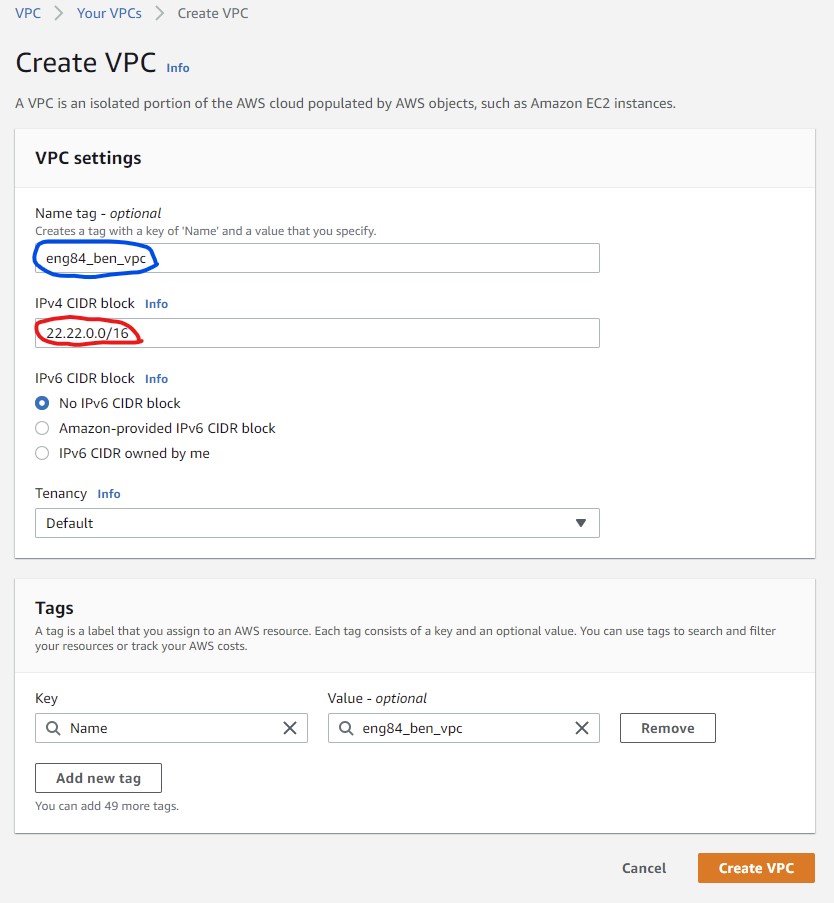 VPC > Your VPCs > Create VPC
Create VPC Info
A VPC is an isolated portion of the AWS cloud populated by AWS objects, such as Amazon EC2 instances.
VPC settings
Name tag - optional
Creates a tag with a key of 'Name' and a value that you specify.
eng84_ben_vpc
IPv4 CIDR block Info
22.22.0.0/16
IPv6 CIDR block Info
No IPv6 CIDR block
Amazon-provided IPv6 CIDR block
IPv6 CIDR owned by me
Tenancy Info
Default
Tags
A tag is a label that you assign to an AWS resource. Each tag consists of a key and an optional value. You can use tags to search and filter
your resources or track your AWS costs.
Key Value - optional
Name eng84_ben_vpc Remove
Add new tag
You can add 49 more tags.
Cancel Create VPC